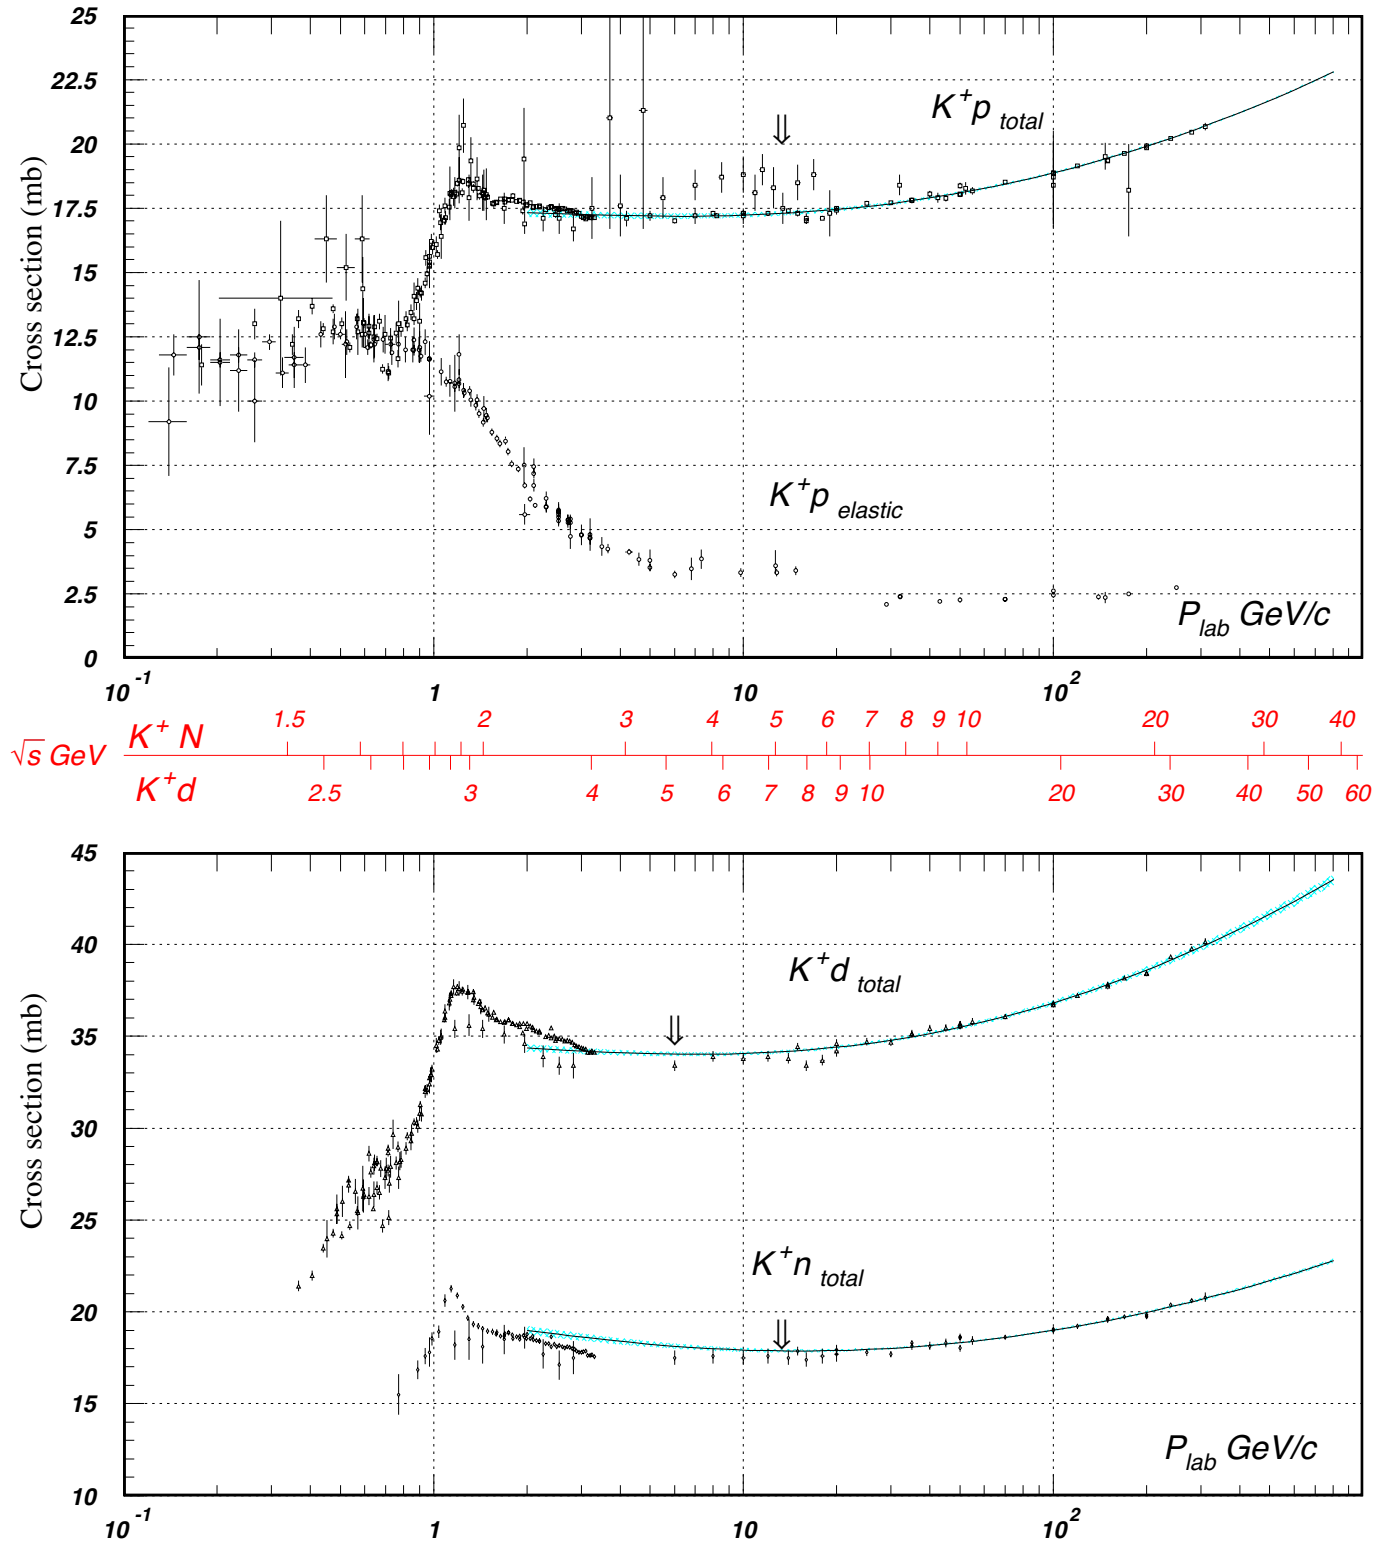 25
22.5
20
17.5
15
12.5
10
7.5
5
2.5
0
Cross section (mb)
K⁺p total
K⁺p elastic
P_lab GeV/c
10⁻¹ 1 10 10²
1.5 2 3 4 5 6 7 8 9 10 20 30 40
K⁺ N
√s GeV
K⁺d
2.5 3 4 5 6 7 8 9 10 20 30 40 50 60
45
40
35
30
25
20
15
10
Cross section (mb)
K⁺d total
K⁺n total
P_lab GeV/c
10⁻¹ 1 10 10²